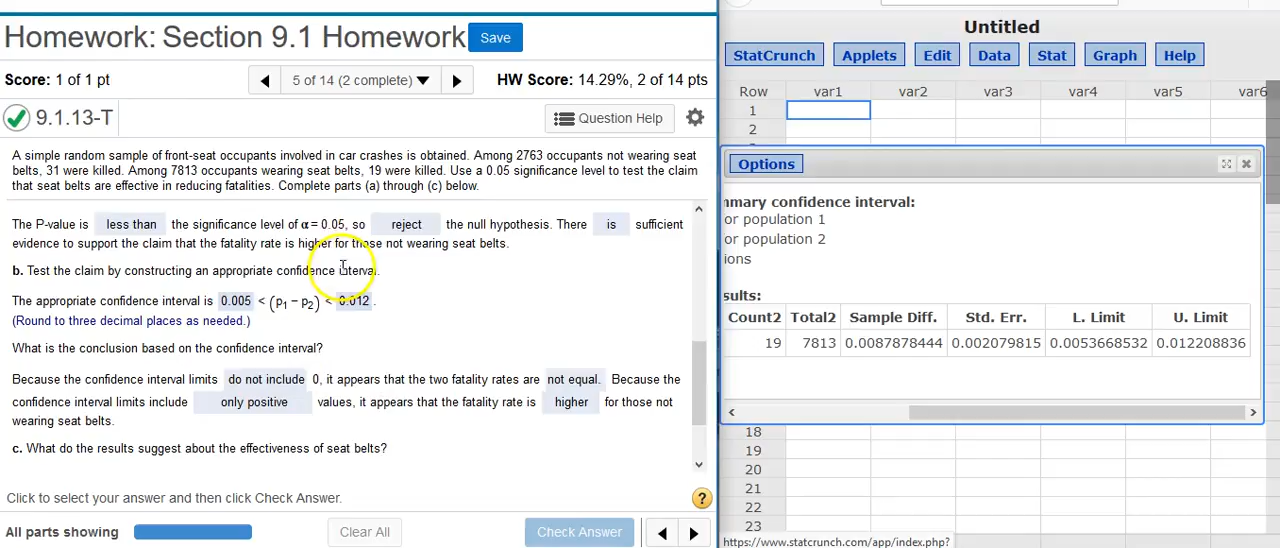 Homework: Section 9.1 Homework Save
Score: 1 of 1 pt 5 of 14 (2 complete) HW Score: 14.29%, 2 of 14 pts
9.1.13-T Question Help
A simple random sample of front-seat occupants involved in car crashes is obtained. Among 2763 occupants not wearing seat
belts, 31 were killed. Among 7813 occupants wearing seat belts, 19 were killed. Use a 0.05 significance level to test the claim
that seat belts are effective in reducing fatalities. Complete parts (a) through (c) below.
The P-value is less than the significance level of α = 0.05, so reject the null hypothesis. There is sufficient
evidence to support the claim that the fatality rate is higher for those not wearing seat belts.
b. Test the claim by constructing an appropriate confidence interval.
The appropriate confidence interval is 0.005 < (p1 − p2) < 0.012.
(Round to three decimal places as needed.)
What is the conclusion based on the confidence interval?
Because the confidence interval limits do not include 0, it appears that the two fatality rates are not equal. Because the
confidence interval limits include only positive values, it appears that the fatality rate is higher for those not
wearing seat belts.
c. What do the results suggest about the effectiveness of seat belts?
Click to select your answer and then click Check Answer.
?
All parts showing Clear All Check Answer
Untitled
StatCrunch Applets Edit Data Stat Graph Help
Row var1 var2 var3 var4 var5 var6
1
2
Options
mmary confidence interval:
or population 1
or population 2
ions
sults:
Count2 Total2 Sample Diff. Std. Err. L. Limit U. Limit
19 7813 0.0087878444 0.002079815 0.0053668532 0.012208836
18
19
20
21
22
23
https://www.statcrunch.com/app/index.php?